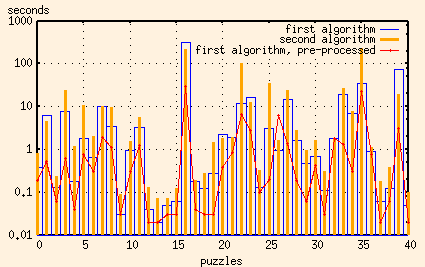 seconds
1000
first algorithm
second algorithm
first algorithm, pre-processed
100
10
1
0.1
0.01
0 5 10 15 20 25 30 35 40
puzzles